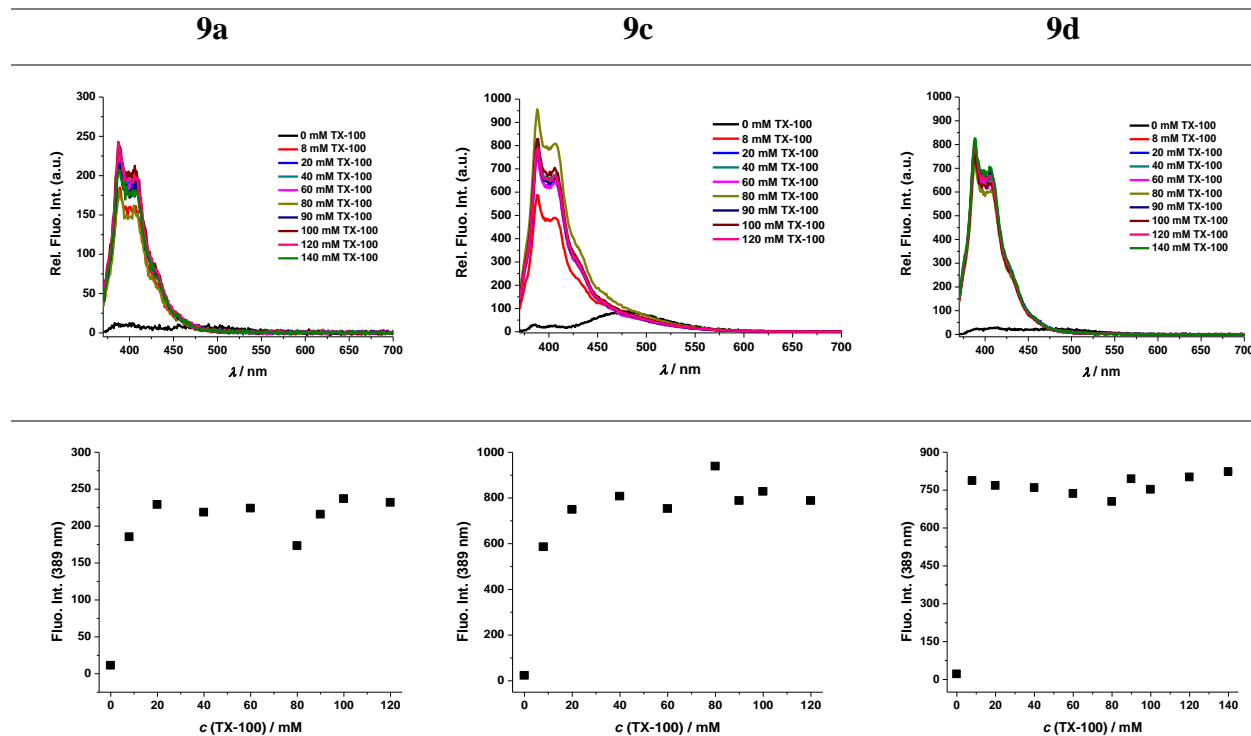 9a 9c 9d
Rel. Fluo. Int. (a.u.)
300
250
200
150
100
50
0
0 mM TX-100
8 mM TX-100
20 mM TX-100
40 mM TX-100
60 mM TX-100
80 mM TX-100
90 mM TX-100
100 mM TX-100
120 mM TX-100
140 mM TX-100
400 450 500 550 600 650 700
λ / nm
Rel. Fluo. Int. (a.u.)
1000
900
800
700
600
500
400
300
200
100
0
0 mM TX-100
8 mM TX-100
20 mM TX-100
40 mM TX-100
60 mM TX-100
80 mM TX-100
90 mM TX-100
100 mM TX-100
120 mM TX-100
400 450 500 550 600 650 700
λ / nm
Rel. Fluo. Int. (a.u.)
1000
900
800
700
600
500
400
300
200
100
0
0 mM TX-100
8 mM TX-100
20 mM TX-100
40 mM TX-100
60 mM TX-100
80 mM TX-100
90 mM TX-100
100 mM TX-100
120 mM TX-100
140 mM TX-100
400 450 500 550 600 650 700
λ / nm
Fluo. Int. (389 nm)
300
250
200
150
100
50
0
0 20 40 60 80 100 120
c (TX-100) / mM
Fluo. Int. (389 nm)
1000
800
600
400
200
0
0 20 40 60 80 100 120
c (TX-100) / mM
Fluo. Int. (389 nm)
900
750
600
450
300
150
0
0 20 40 60 80 100 120 140
c (TX-100) / mM